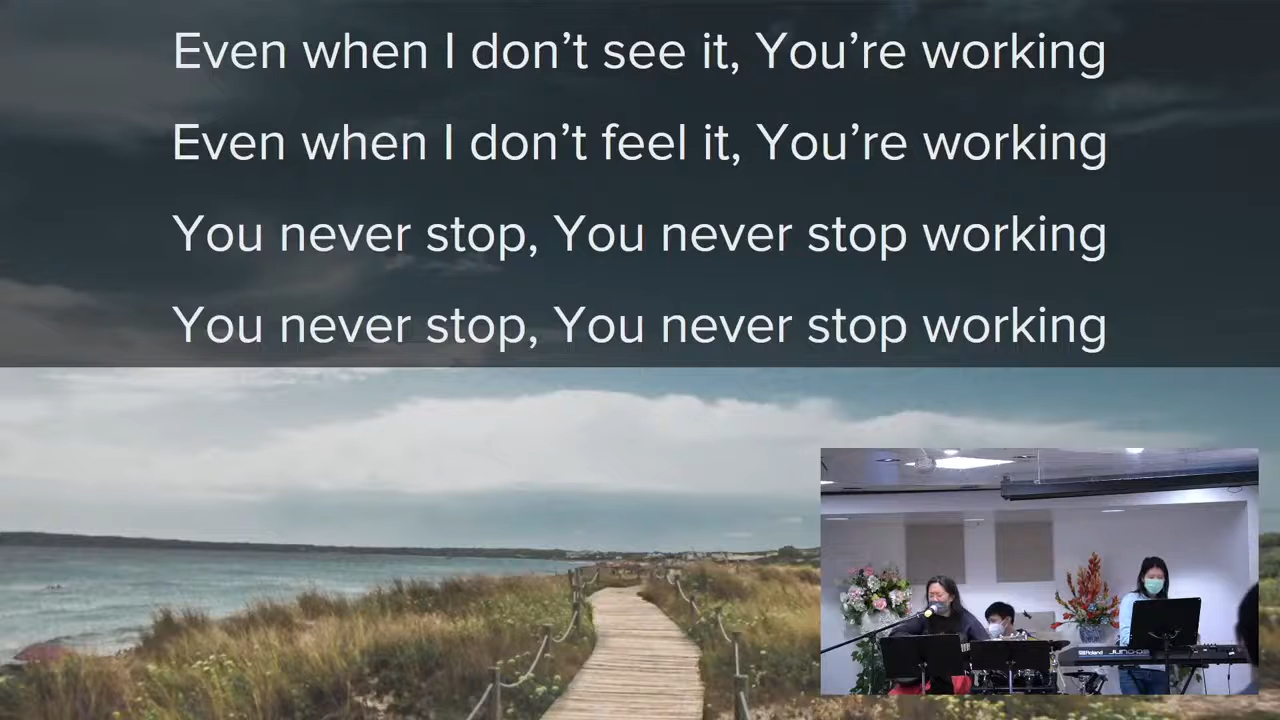 Even when I don’t see it, You’re working
Even when I don’t feel it, You’re working
You never stop, You never stop working
You never stop, You never stop working
Roland